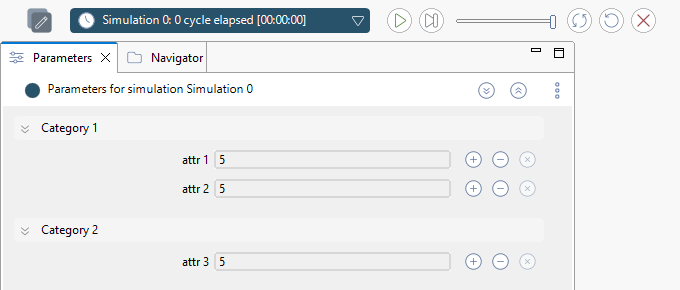 Simulation 0: 0 cycle elapsed [00:00:00]
Parameters
Navigator
Parameters for simulation Simulation 0
Category 1
attr 1 5
attr 2 5
Category 2
attr 3 5